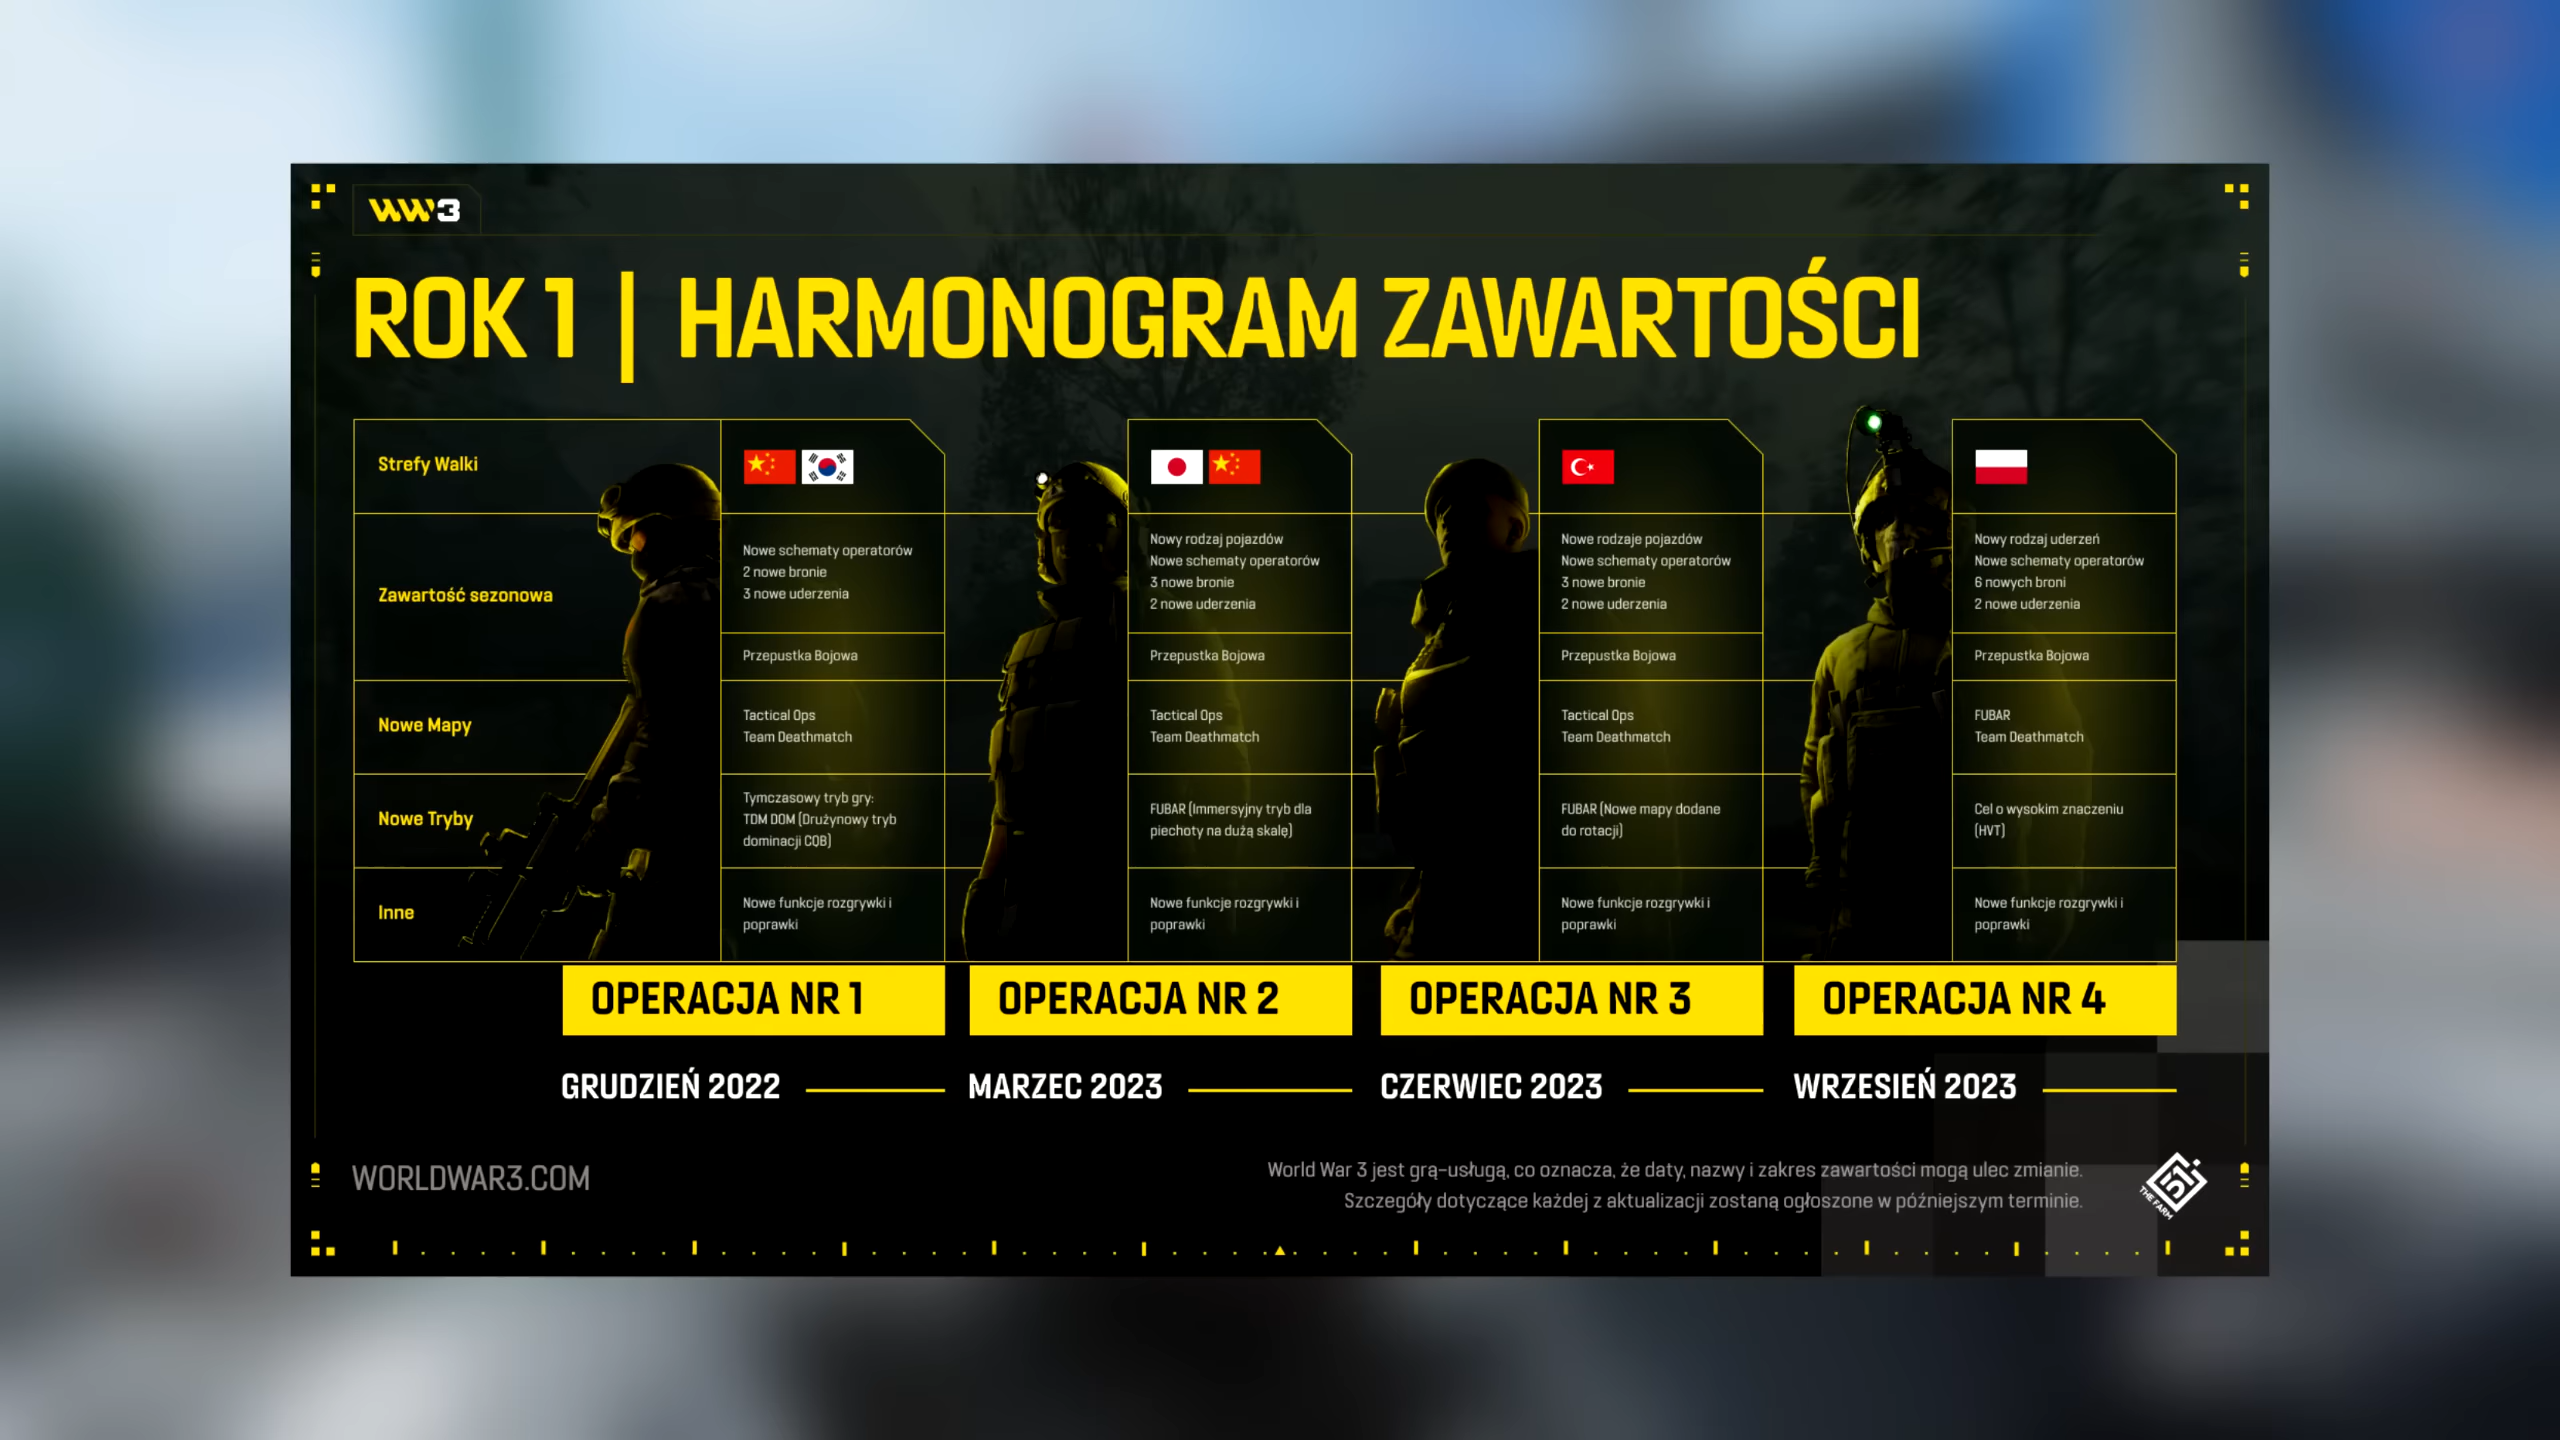 WW3
ROK 1 | HARMONOGRAM ZAWARTOŚCI
Strefy Walki
Zawartość sezonowa
Nowe schematy operatorów
2 nowe bronie
3 nowe uderzenia
Nowy rodzaj pojazdów
Nowe schematy operatorów
3 nowe bronie
2 nowe uderzenia
Nowe rodzaje pojazdów
Nowe schematy operatorów
3 nowe bronie
2 nowe uderzenia
Nowy rodzaj uderzeń
Nowe schematy operatorów
6 nowych broni
2 nowe uderzenia
Przepustka Bojowa
Przepustka Bojowa
Przepustka Bojowa
Przepustka Bojowa
Nowe Mapy
Tactical Ops
Team Deathmatch
Tactical Ops
Team Deathmatch
Tactical Ops
Team Deathmatch
FUBAR
Team Deathmatch
Nowe Tryby
Tymczasowy tryb gry:
TDM DOM (Drużynowy tryb
dominacji CQB)
FUBAR (Immersyjny tryb dla
piechoty na dużą skalę)
FUBAR (Nowe mapy dodane
do rotacji)
Cel o wysokim znaczeniu
(HVT)
Inne
Nowe funkcje rozgrywki i
poprawki
Nowe funkcje rozgrywki i
poprawki
Nowe funkcje rozgrywki i
poprawki
Nowe funkcje rozgrywki i
poprawki
OPERACJA NR 1
OPERACJA NR 2
OPERACJA NR 3
OPERACJA NR 4
GRUDZIEŃ 2022
MARZEC 2023
CZERWIEC 2023
WRZESIEŃ 2023
WORLDWAR3.COM
World War 3 jest grą-usługą, co oznacza, że daty, nazwy i zakres zawartości mogą ulec zmianie.
Szczegóły dotyczące każdej z aktualizacji zostaną ogłoszone w późniejszym terminie.
THE FARM 51